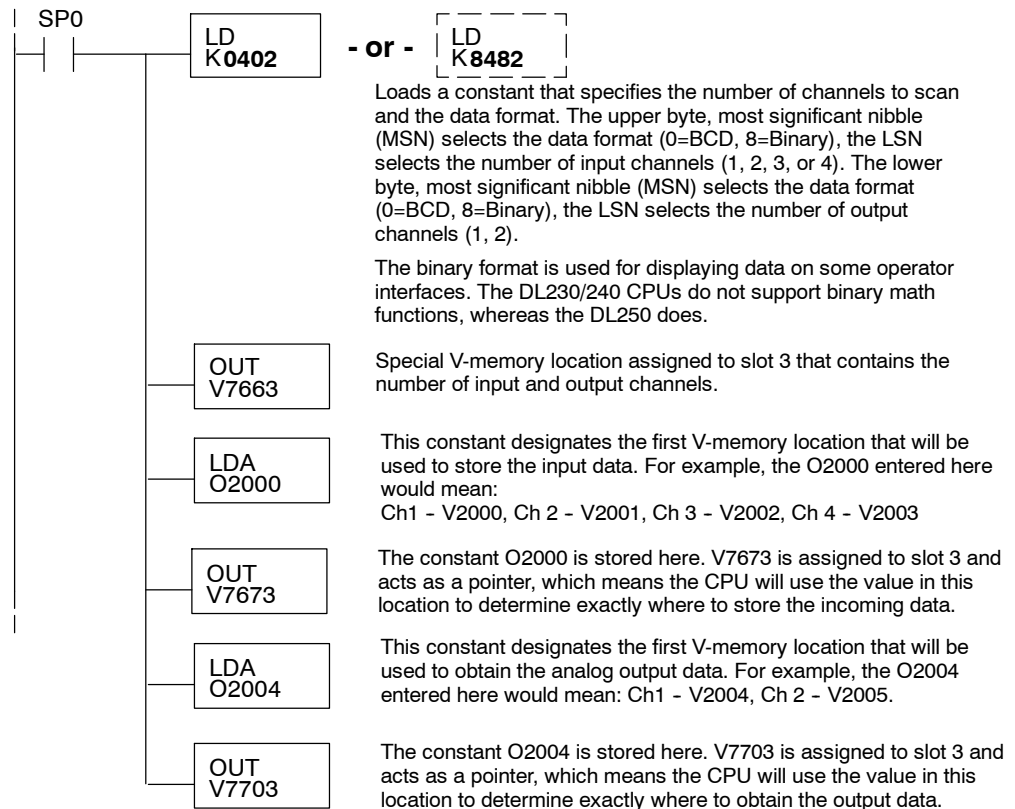 SP0
LD
K0402
- or -
LD
K8482
Loads a constant that specifies the number of channels to scan
and the data format. The upper byte, most significant nibble
(MSN) selects the data format (0=BCD, 8=Binary), the LSN
selects the number of input channels (1, 2, 3, or 4). The lower
byte, most significant nibble (MSN) selects the data format
(0=BCD, 8=Binary), the LSN selects the number of output
channels (1, 2).
The binary format is used for displaying data on some operator
interfaces. The DL230/240 CPUs do not support binary math
functions, whereas the DL250 does.
OUT
V7663
Special V-memory location assigned to slot 3 that contains the
number of input and output channels.
LDA
O2000
This constant designates the first V-memory location that will be
used to store the input data. For example, the O2000 entered here
would mean:
Ch1 - V2000, Ch 2 - V2001, Ch 3 - V2002, Ch 4 - V2003
OUT
V7673
The constant O2000 is stored here. V7673 is assigned to slot 3 and
acts as a pointer, which means the CPU will use the value in this
location to determine exactly where to store the incoming data.
LDA
O2004
This constant designates the first V-memory location that will be
used to obtain the analog output data. For example, the O2004
entered here would mean: Ch1 - V2004, Ch 2 - V2005.
OUT
V7703
The constant O2004 is stored here. V7703 is assigned to slot 3 and
acts as a pointer, which means the CPU will use the value in this
location to determine exactly where to obtain the output data.